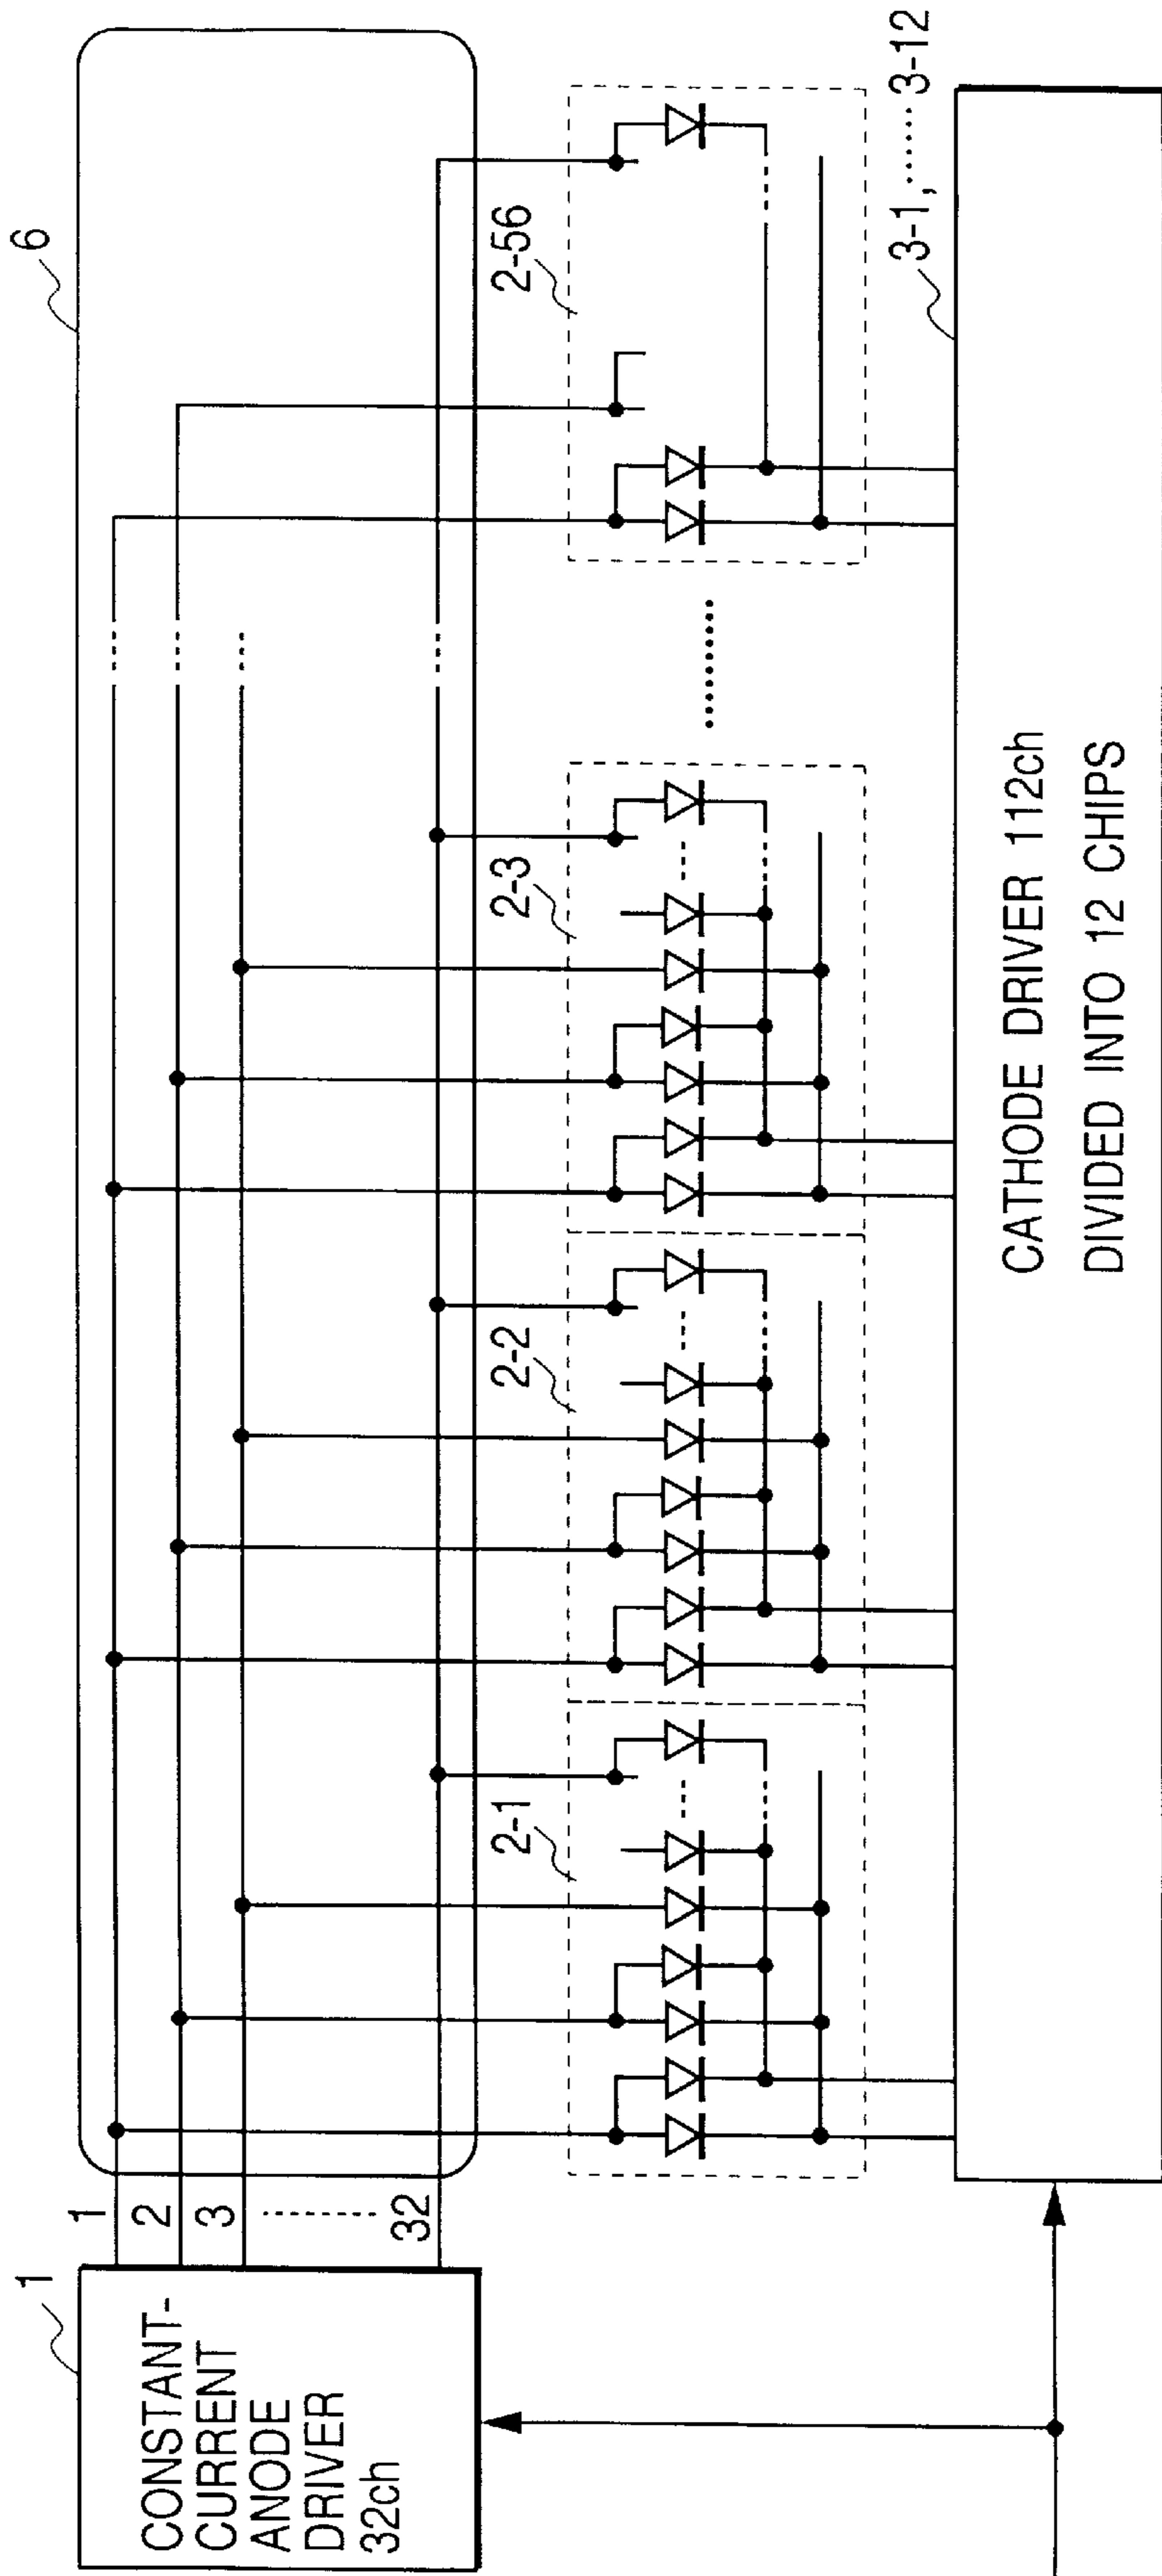 1
CONSTANT-
CURRENT
ANODE
DRIVER
32ch
1
2
3
32
6
2-1
2-2
2-3
2-56
3-1, ...... 3-12
CATHODE DRIVER 112ch
DIVIDED INTO 12 CHIPS